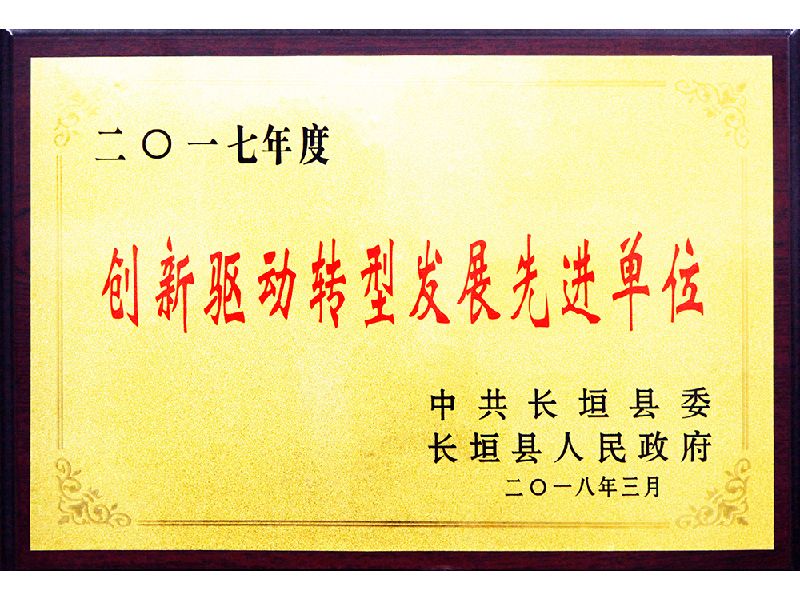 二〇一七年度
创新驱动转型发展先进单位
中共长垣县委
长垣县人民政府
二〇一八年三月